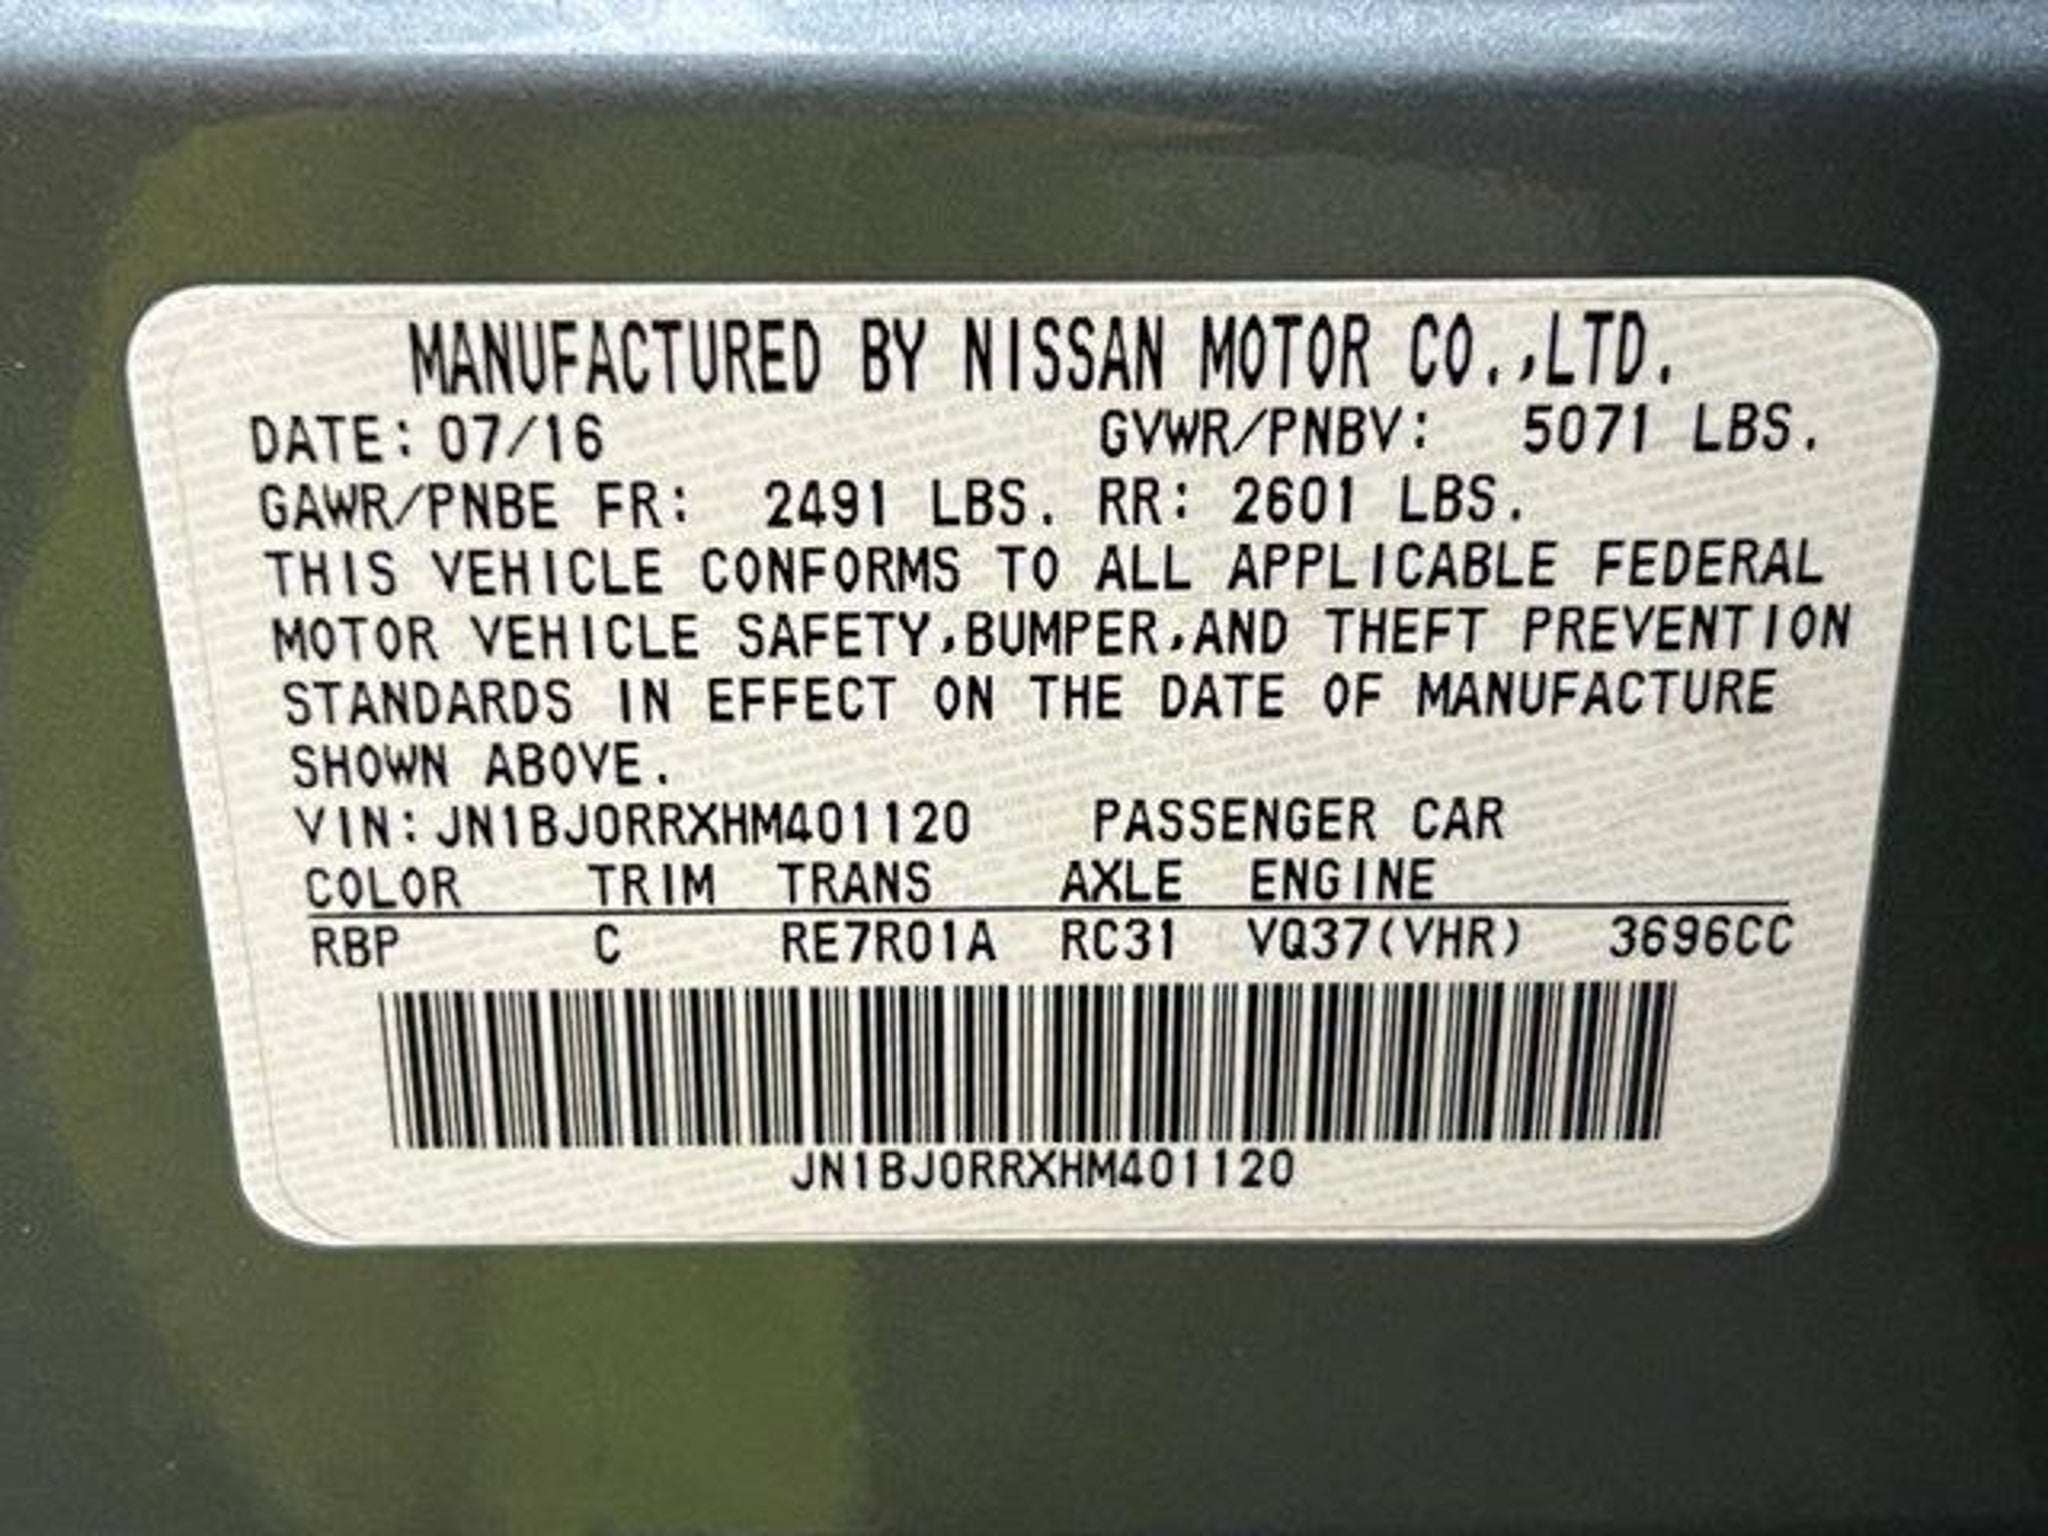 MANUFACTURED BY NISSAN MOTOR CO.,LTD.
DATE: 07/16 GVWR/PNBV: 5071 LBS.
GAWR/PNBE FR: 2491 LBS. RR: 2601 LBS.
THIS VEHICLE CONFORMS TO ALL APPLICABLE FEDERAL
MOTOR VEHICLE SAFETY,BUMPER,AND THEFT PREVENTION
STANDARDS IN EFFECT ON THE DATE OF MANUFACTURE
SHOWN ABOVE.
VIN:JN1BJ0RRXHM401120 PASSENGER CAR
COLOR TRIM TRANS AXLE ENGINE
RBP C RE7R01A RC31 VQ37(VHR) 3696CC
JN1BJ0RRXHM401120